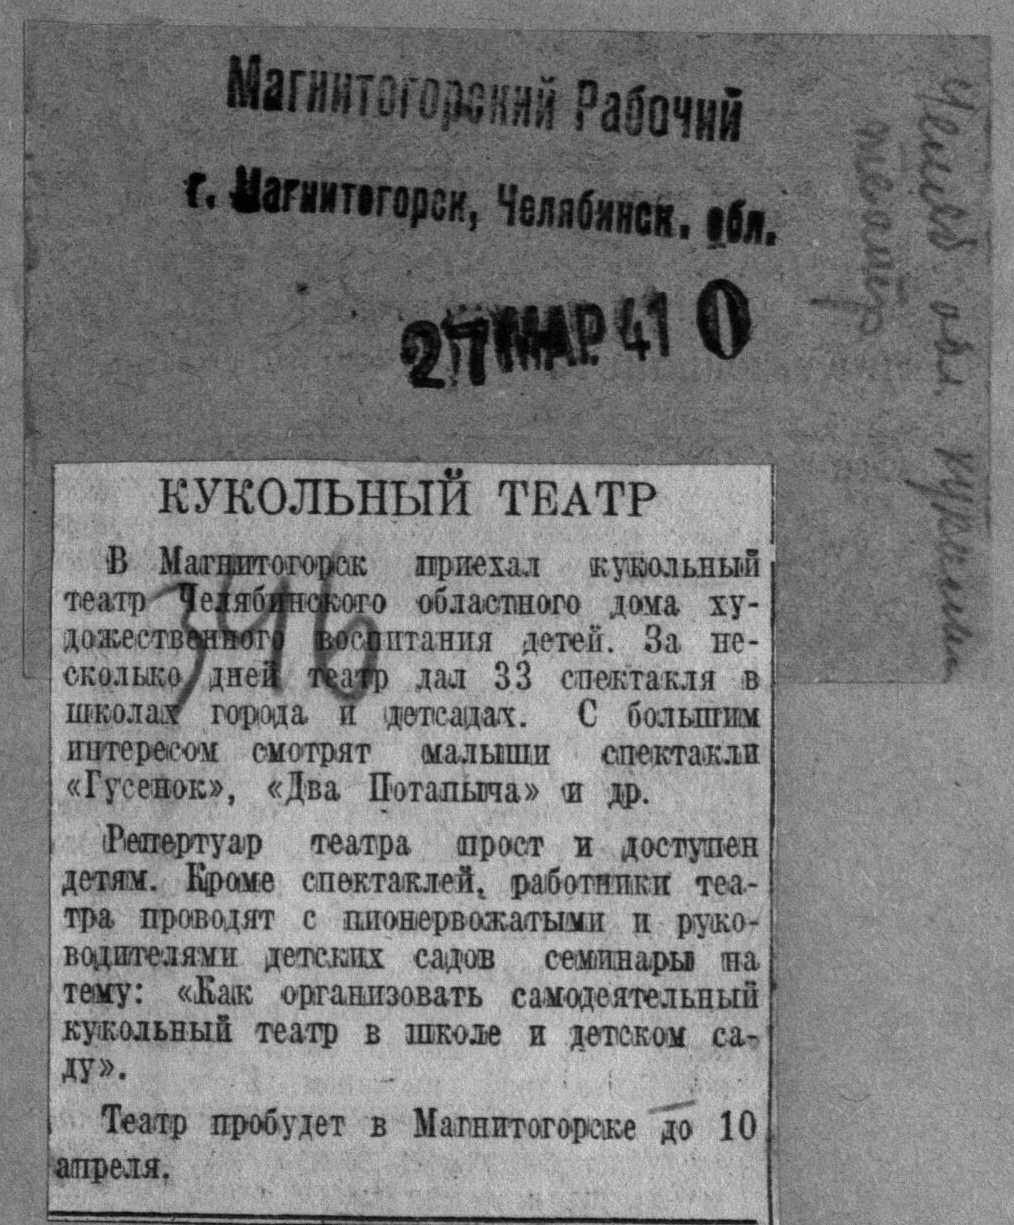 Магнитогорский Рабочий
г. Магнитогорск, Челябинск. обл.
27 МАР. 41 0
Челяб обл кукольн
театр
КУКОЛЬНЫЙ ТЕАТР
В Магнитогорск приехал кукольный
театр Челябинского областного дома ху-
дожественного воспитания детей. За не-
сколько дней театр дал 33 спектакля в
школах города и детсадах. С большим
интересом смотрят малыши спектакли
«Гусенок», «Два Потапыча» и др.
346
Репертуар театра прост и доступен
детям. Кроме спектаклей, работники теа-
тра проводят с пионервожатыми и руко-
водителями детских садов семинары на
тему: «Как организовать самодеятельный
кукольный театр в школе и детском са-
ду».
Театр пробудет в Магнитогорске до 10
апреля.